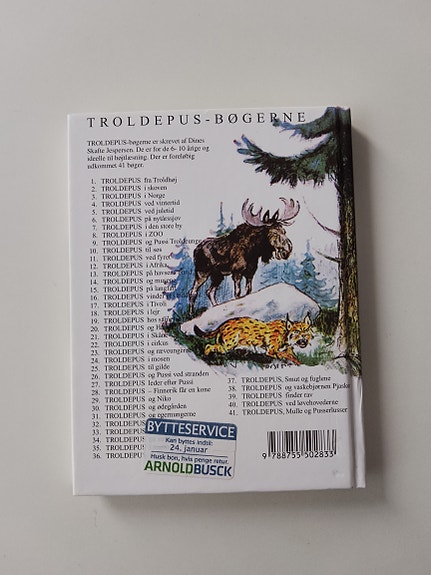 TROLDEPUS-BØGERNE
TROLDEPUS-bøgerne er skrevet af Dines
Skafte Jespersen. De er for de 6-10 årige og
ideelle til højtlæsning. Der er foreløbig
udkommet 41 bøger.
1. TROLDEPUS fra Troldhøj
2. TROLDEPUS i skoven
3. TROLDEPUS i Norge
4. TROLDEPUS ved vintertid
5. TROLDEPUS ved juletid
6. TROLDEPUS på nytårssjov
7. TROLDEPUS i den store by
8. TROLDEPUS i ZOO
9. TROLDEPUS og Pussi Troldeunge
10. TROLDEPUS til søs
11. TROLDEPUS ved fyret
12. TROLDEPUS i Afrika
13. TROLDEPUS på havsens
14. TROLDEPUS og musene
15. TROLDEPUS på langfart
16. TROLDEPUS vinder
17. TROLDEPUS i Tivoli
18. TROLDEPUS i lejr
19. TROLDEPUS hos
20. TROLDEPUS og
21. TROLDEPUS i Skåne
22. TROLDEPUS i cirkus
23. TROLDEPUS og ræveungen
24. TROLDEPUS i mosen
25. TROLDEPUS til gilde
26. TROLDEPUS og Pussi ved stranden
27. TROLDEPUS leder efter Pussi
28. TROLDEPUS – Finnerik får en kone
29. TROLDEPUS og Niko
30. TROLDEPUS og ødegården
31. TROLDEPUS og egernungerne
32. TROLDEPUS
33. TROLDEPUS
34. TROLDEPUS
35. TROLDEPUS
36. TROLDEPUS
37. TROLDEPUS, Smut og fuglene
38. TROLDEPUS og vaskebjørnen Pjuske
39. TROLDEPUS finder rav
40. TROLDEPUS ved løvehovederne
41. TROLDEPUS, Mulle og Pusserlusser
BYTTESERVICE
Kan byttes indtil:
24. januar
Husk bon, hvis penge retur.
ARNOLDBUSCK
9 788755 502833